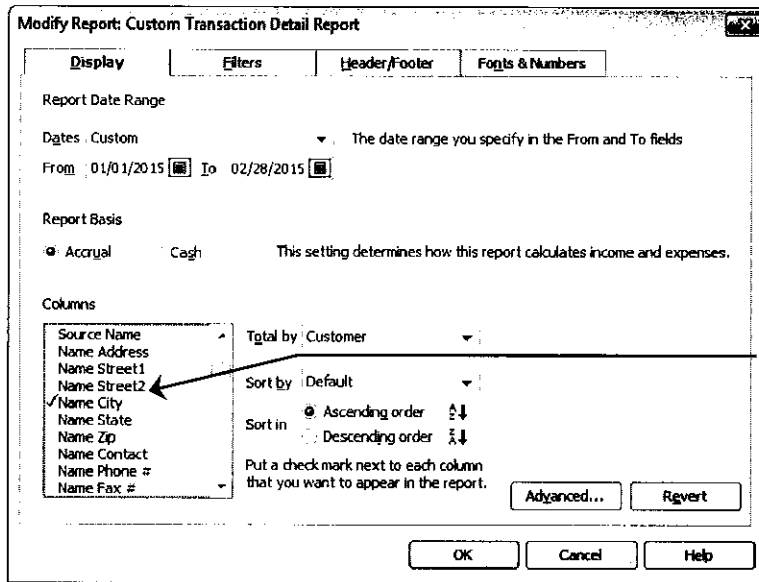 Modify Report: Custom Transaction Detail Report
Display Filters Header/Footer Fonts & Numbers
Report Date Range
Dates Custom The date range you specify in the From and To fields
From 01/01/2015 To 02/28/2015
Report Basis
Accrual Cash This setting determines how this report calculates income and expenses.
Columns
Source Name
Name Address
Name Street1
Name Street2
Name City
Name State
Name Zip
Name Contact
Name Phone #
Name Fax #
Total by Customer
Sort by Default
Sort in
Ascending order
Descending order
Put a check mark next to each column
that you want to appear in the report.
Advanced... Revert
OK Cancel Help